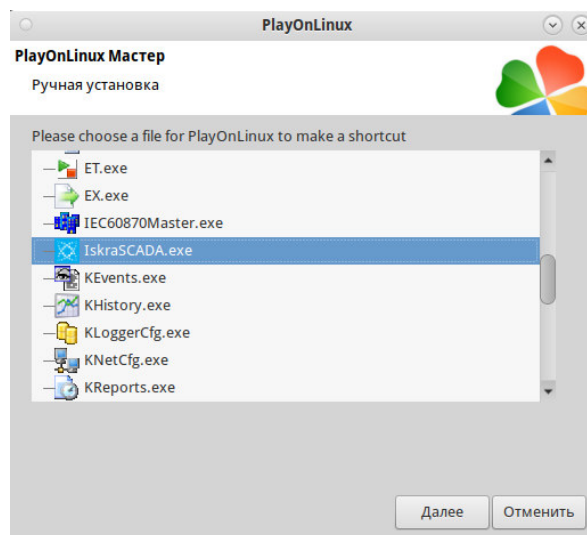 PlayOnLinux
PlayOnLinux Мастер
Ручная установка
Please choose a file for PlayOnLinux to make a shortcut
ET.exe
EX.exe
IEC60870Master.exe
IskraSCADA.exe
KEvents.exe
KHistory.exe
KLoggerCfg.exe
KNetCfg.exe
KReports.exe
Далее Отменить